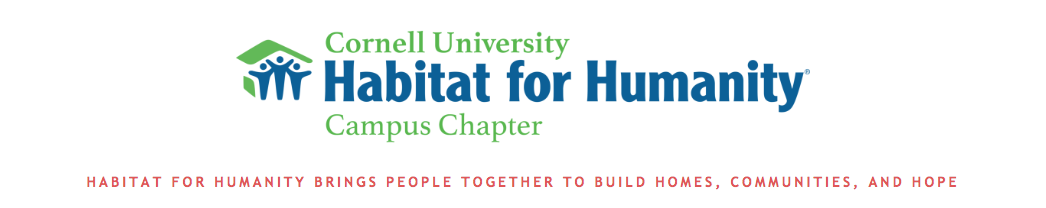 Cornell University
Habitat for Humanity®
Campus Chapter
HABITAT FOR HUMANITY BRINGS PEOPLE TOGETHER TO BUILD HOMES, COMMUNITIES, AND HOPE